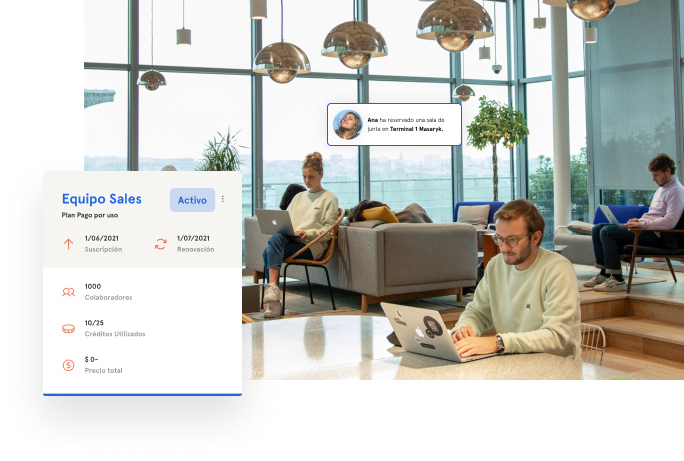 Ana ha reservado una sala de
junta en Terminal 1 Masaryk.
Equipo Sales
Activo
Plan Pago por uso
1/06/2021
Suscripción
1/07/2021
Renovación
1000
Colaboradores
10/25
Créditos Utilizados
$ 0-
Precio total